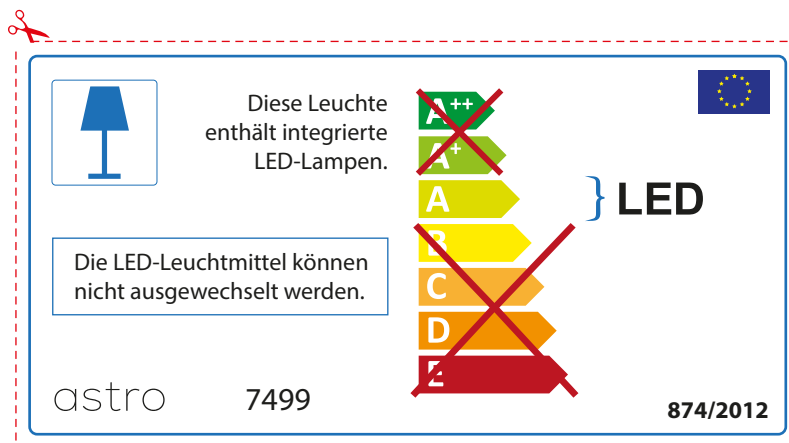 Diese Leuchte
enthält integrierte
LED-Lampen.
Die LED-Leuchtmittel können
nicht ausgewechselt werden.
A++
A+
A
B
C
D
E
LED
astro
7499
874/2012